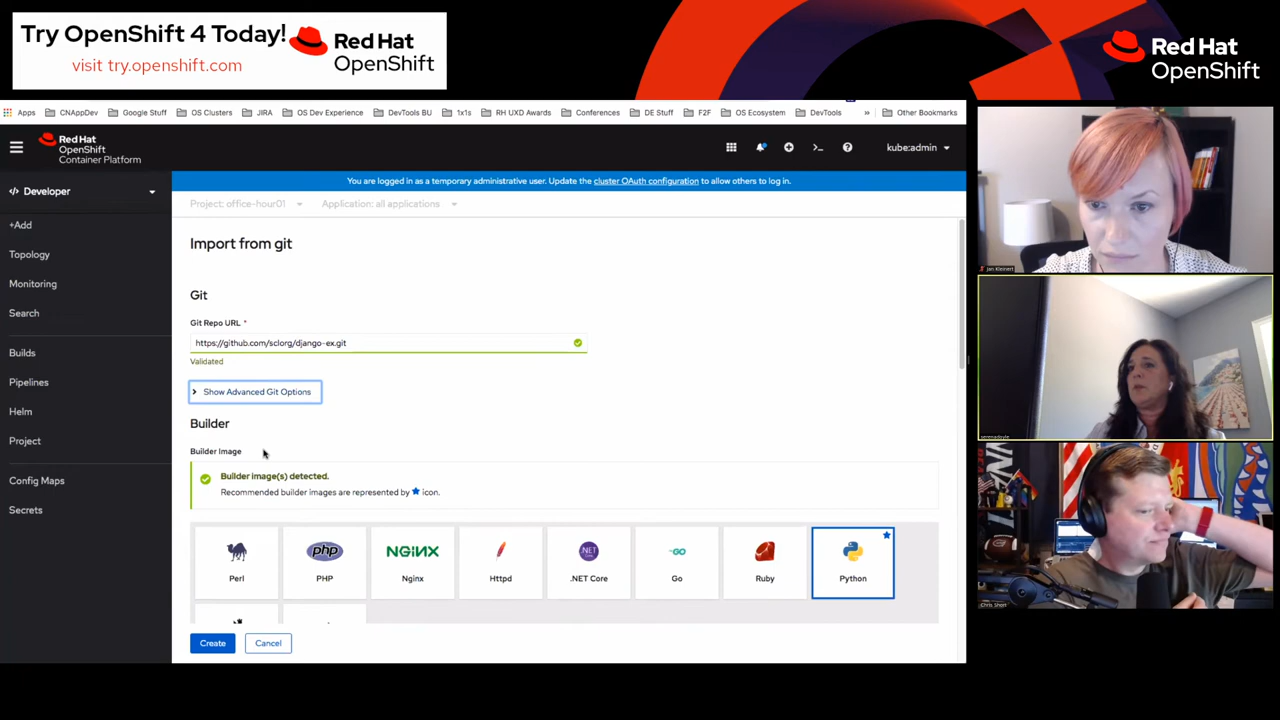 Try OpenShift 4 Today!
visit try.openshift.com
Red Hat
OpenShift
Red Hat
OpenShift
Apps CNAppDev Google Stuff OS Clusters JIRA OS Dev Experience DevTools BU 1x1s RH UXD Awards Conferences DE Stuff F2F OS Ecosystem DevTools » Other Bookmarks
Red Hat
OpenShift
Container Platform
kube:admin
Developer
You are logged in as a temporary administrative user. Update the cluster OAuth configuration to allow others to log in.
Project: office-hour01 Application: all applications
+Add
Topology
Monitoring
Search
Builds
Pipelines
Helm
Project
Config Maps
Secrets
Import from git
Git
Git Repo URL *
https://github.com/sclorg/django-ex.git
Validated
Show Advanced Git Options
Builder
Builder Image
Builder image(s) detected.
Recommended builder images are represented by icon.
php NGiNX .NET GO
Perl PHP Nginx Httpd .NET Core Go Ruby Python
Create Cancel
Jan Kleinert
serenadoyle
Chris Short